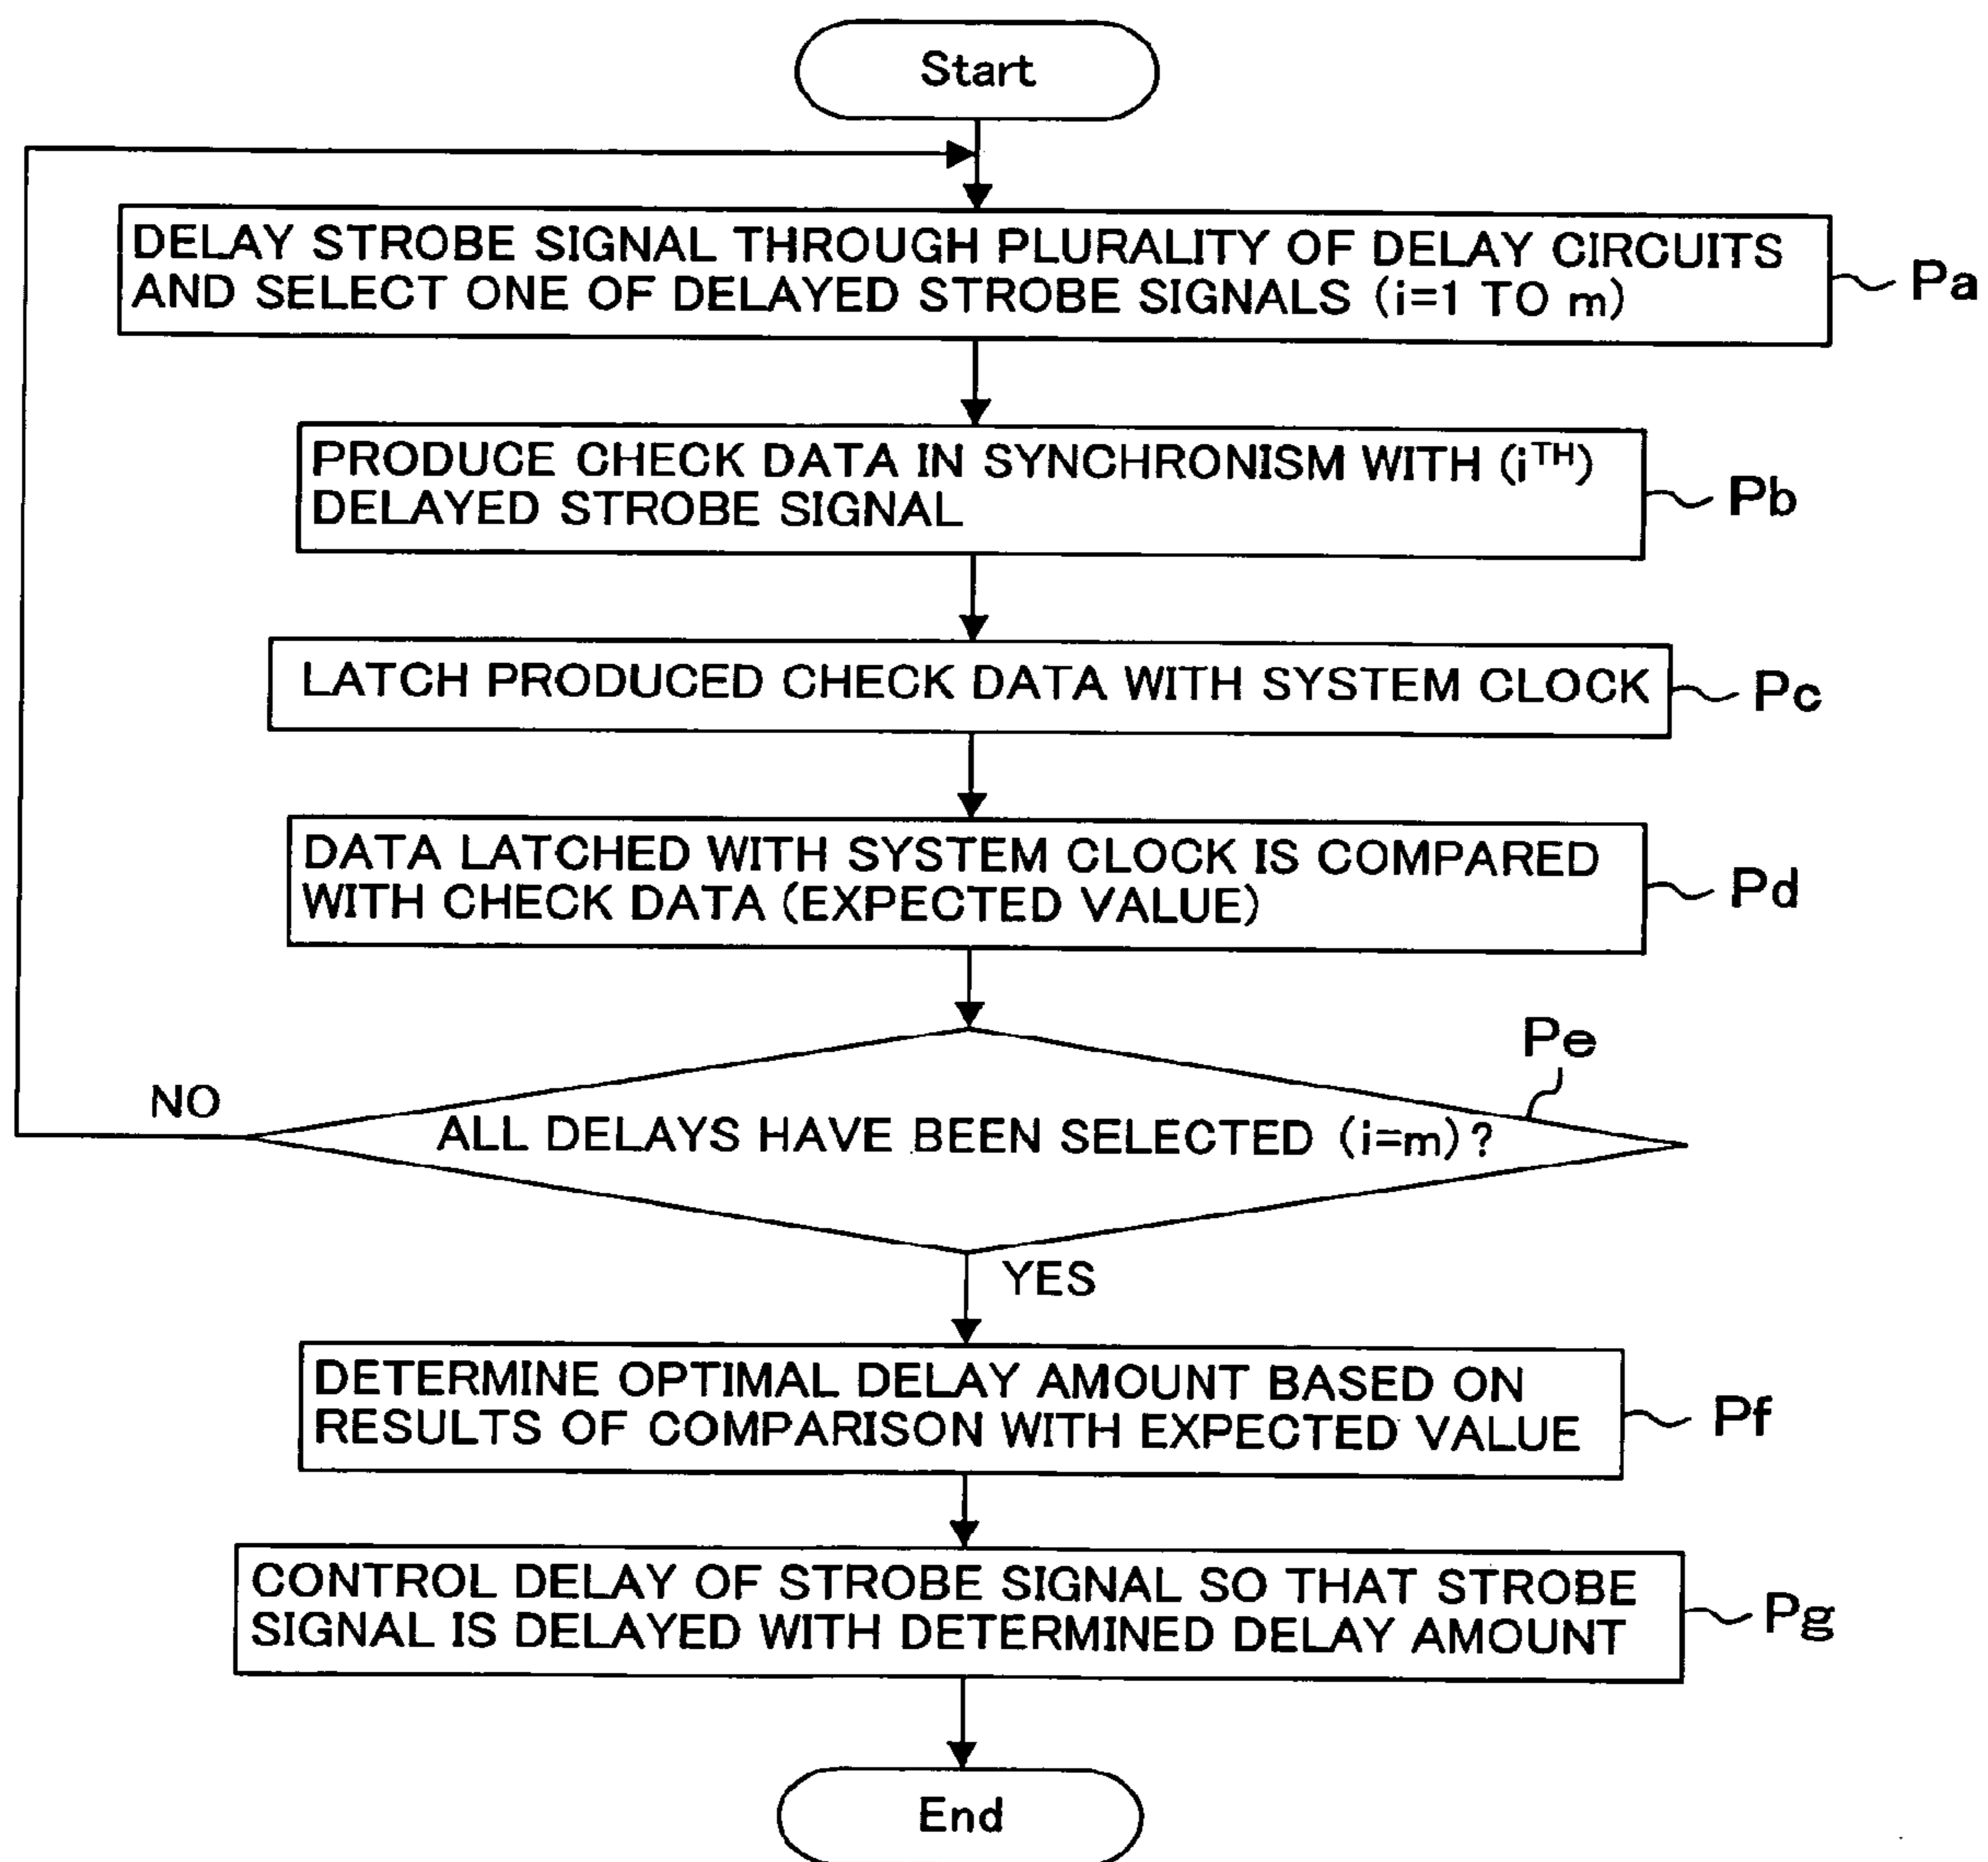 Start
DELAY STROBE SIGNAL THROUGH PLURALITY OF DELAY CIRCUITS
AND SELECT ONE OF DELAYED STROBE SIGNALS (i=1 TO m)
Pa
PRODUCE CHECK DATA IN SYNCHRONISM WITH (iTH)
DELAYED STROBE SIGNAL
Pb
LATCH PRODUCED CHECK DATA WITH SYSTEM CLOCK
Pc
DATA LATCHED WITH SYSTEM CLOCK IS COMPARED
WITH CHECK DATA (EXPECTED VALUE)
Pd
Pe
NO
ALL DELAYS HAVE BEEN SELECTED (i=m)?
YES
DETERMINE OPTIMAL DELAY AMOUNT BASED ON
RESULTS OF COMPARISON WITH EXPECTED VALUE
Pf
CONTROL DELAY OF STROBE SIGNAL SO THAT STROBE
SIGNAL IS DELAYED WITH DETERMINED DELAY AMOUNT
Pg
End